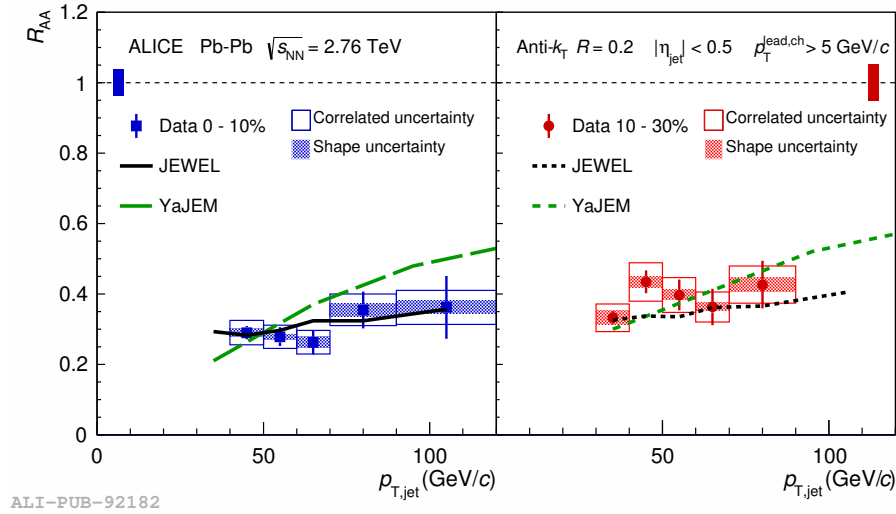 R_AA
1.2
1
0.8
0.6
0.4
0.2
0
ALICE Pb-Pb √s_NN = 2.76 TeV
Data 0 - 10%
Correlated uncertainty
Shape uncertainty
JEWEL
YaJEM
0 50 100
p_T,jet (GeV/c)
Anti-k_T R = 0.2 |η_jet| < 0.5 p_T^lead,ch > 5 GeV/c
Data 10 - 30%
Correlated uncertainty
Shape uncertainty
JEWEL
YaJEM
50 100
p_T,jet (GeV/c)
ALI-PUB-92182